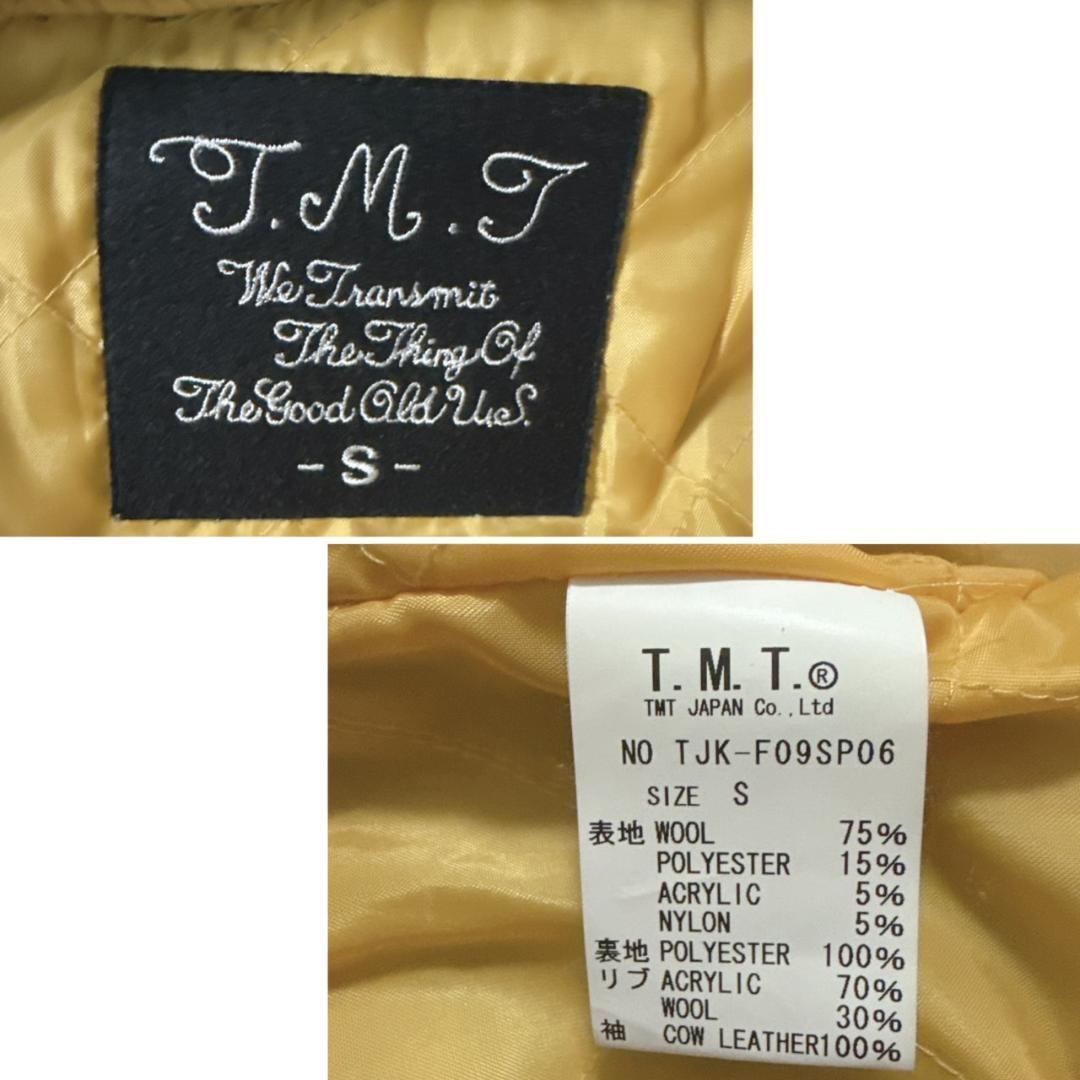 T.M.T
We Transmit
The Thing Of
The Good Old U.S.
- S -
T.M.T.®
TMT JAPAN Co.,Ltd
NO TJK-F09SP06
SIZE S
表地 WOOL 75%
POLYESTER 15%
ACRYLIC 5%
NYLON 5%
裏地 POLYESTER 100%
リブ ACRYLIC 70%
WOOL 30%
袖 COW LEATHER100%